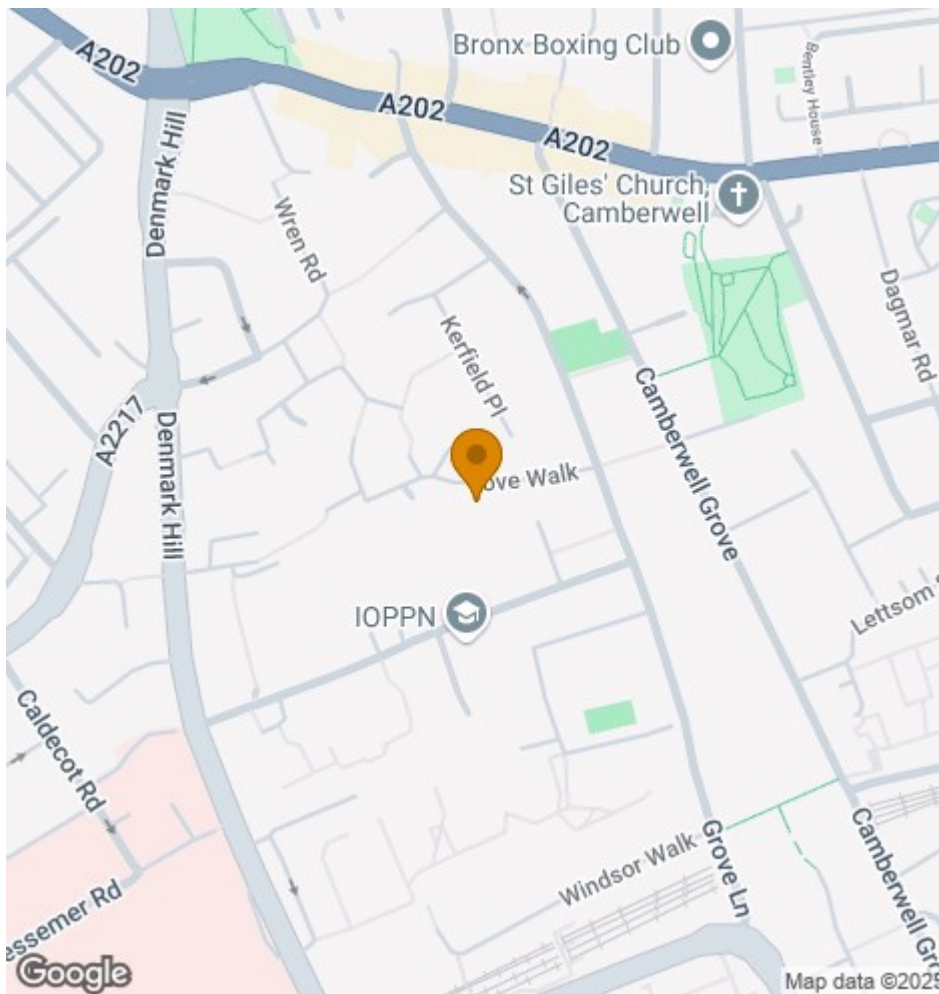 Bronx Boxing Club
A202
A202
A202
Bentley House
Denmark Hill
St Giles' Church,
Camberwell
Wren Rd
Dagmar Rd
Kerfield Pl
A2217
Camberwell Grove
Denmark Hill
ove Walk
IOPPN
Lettsom S
Caldecot Rd
Windsor Walk
Grove Ln
Camberwell Gro
essemer Rd
Google
Map data ©2025